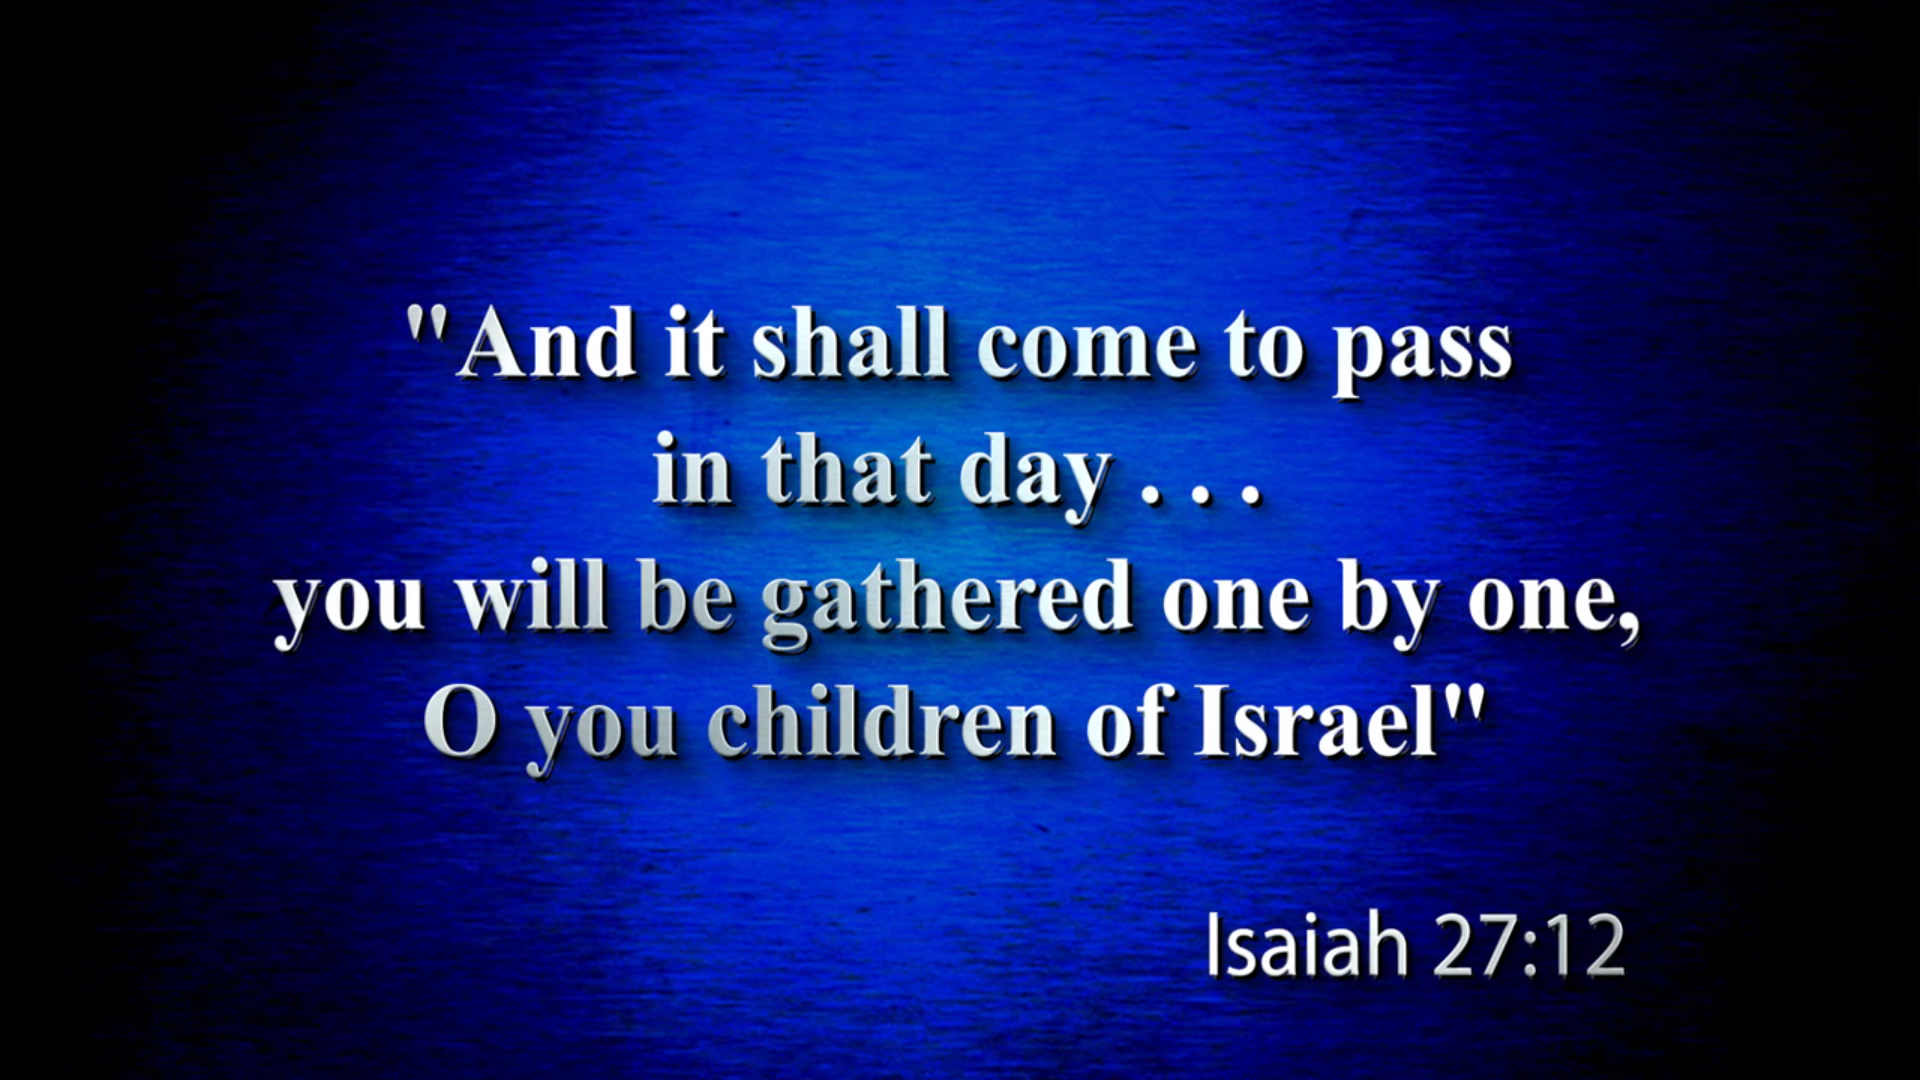 "And it shall come to pass
in that day . . .
you will be gathered one by one,
O you children of Israel"
Isaiah 27:12